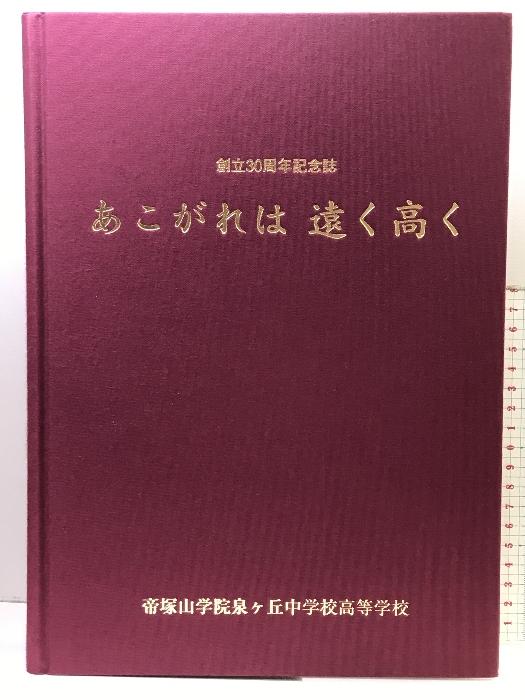 創立30周年記念誌
あこがれは 遠く高く
帝塚山学院泉ヶ丘中学校高等学校